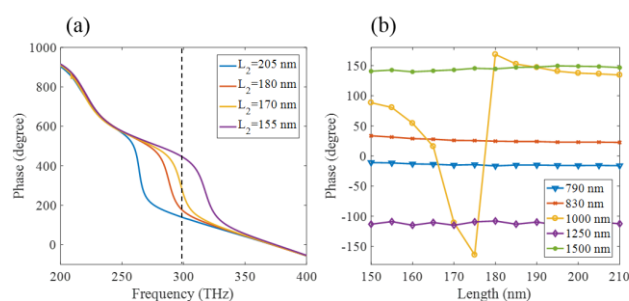 (a)
1000
800
600
400
200
0
Phase (degree)
L2=205 nm
L2=180 nm
L2=170 nm
L2=155 nm
200
250
300
350
400
Frequency (THz)
(b)
150
100
50
0
-50
-100
-150
Phase (degree)
790 nm
830 nm
1000 nm
1250 nm
1500 nm
150
160
170
180
190
200
210
Length (nm)